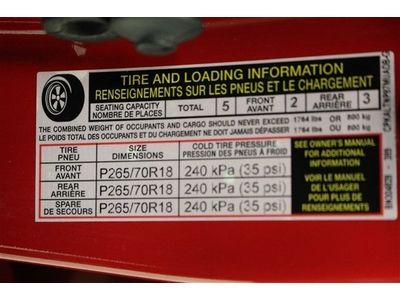 TIRE AND LOADING INFORMATION
RENSEIGNEMENTS SUR LES PNEUS ET LE CHARGEMENT
SEATING CAPACITY NOMBRE DE PLACES TOTAL 5 FRONT AVANT 2 REAR ARRIÈRE 3
THE COMBINED WEIGHT OF OCCUPANTS AND CARGO SHOULD NEVER EXCEED 1764 lbs OR 800 kg
LE POIDS TOTAL DES OCCUPANTS ET DU CHARGEMENT NE DOIT JAMAIS DÉPASSER 1764 lbs OU 800 kg
TIRE PNEU SIZE DIMENSIONS COLD TIRE PRESSURE PRESSION DES PNEUS À FROID
FRONT AVANT P265/70R18 240 kPa (35 psi)
REAR ARRIÈRE P265/70R18 240 kPa (35 psi)
SPARE DE SECOURS P265/70R18 240 kPa (35 psi)
SEE OWNER'S MANUAL
FOR ADDITIONAL
INFORMATION
VOIR LE MANUEL
DE L'USAGER
POUR PLUS DE
RENSEIGNEMENTS